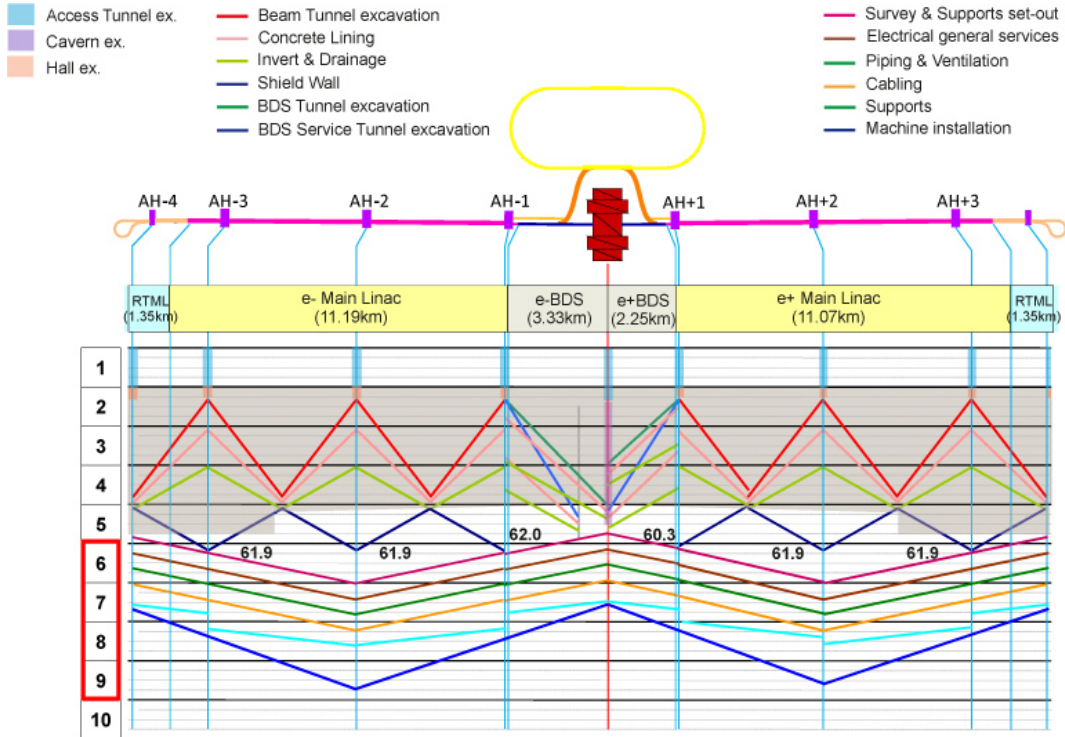 Access Tunnel ex.
Cavern ex.
Hall ex.
Beam Tunnel excavation
Concrete Lining
Invert & Drainage
Shield Wall
BDS Tunnel excavation
BDS Service Tunnel excavation
Survey & Supports set-out
Electrical general services
Piping & Ventilation
Cabling
Supports
Machine installation
AH-4 AH-3 AH-2 AH-1 AH+1 AH+2 AH+3
RTML
(1.35km)
e- Main Linac
(11.19km)
e-BDS
(3.33km)
e+BDS
(2.25km)
e+ Main Linac
(11.07km)
RTML
(1.35km)
1
2
3
4
5
62.0 60.3
61.9 61.9 61.9 61.9
6
7
8
9
10